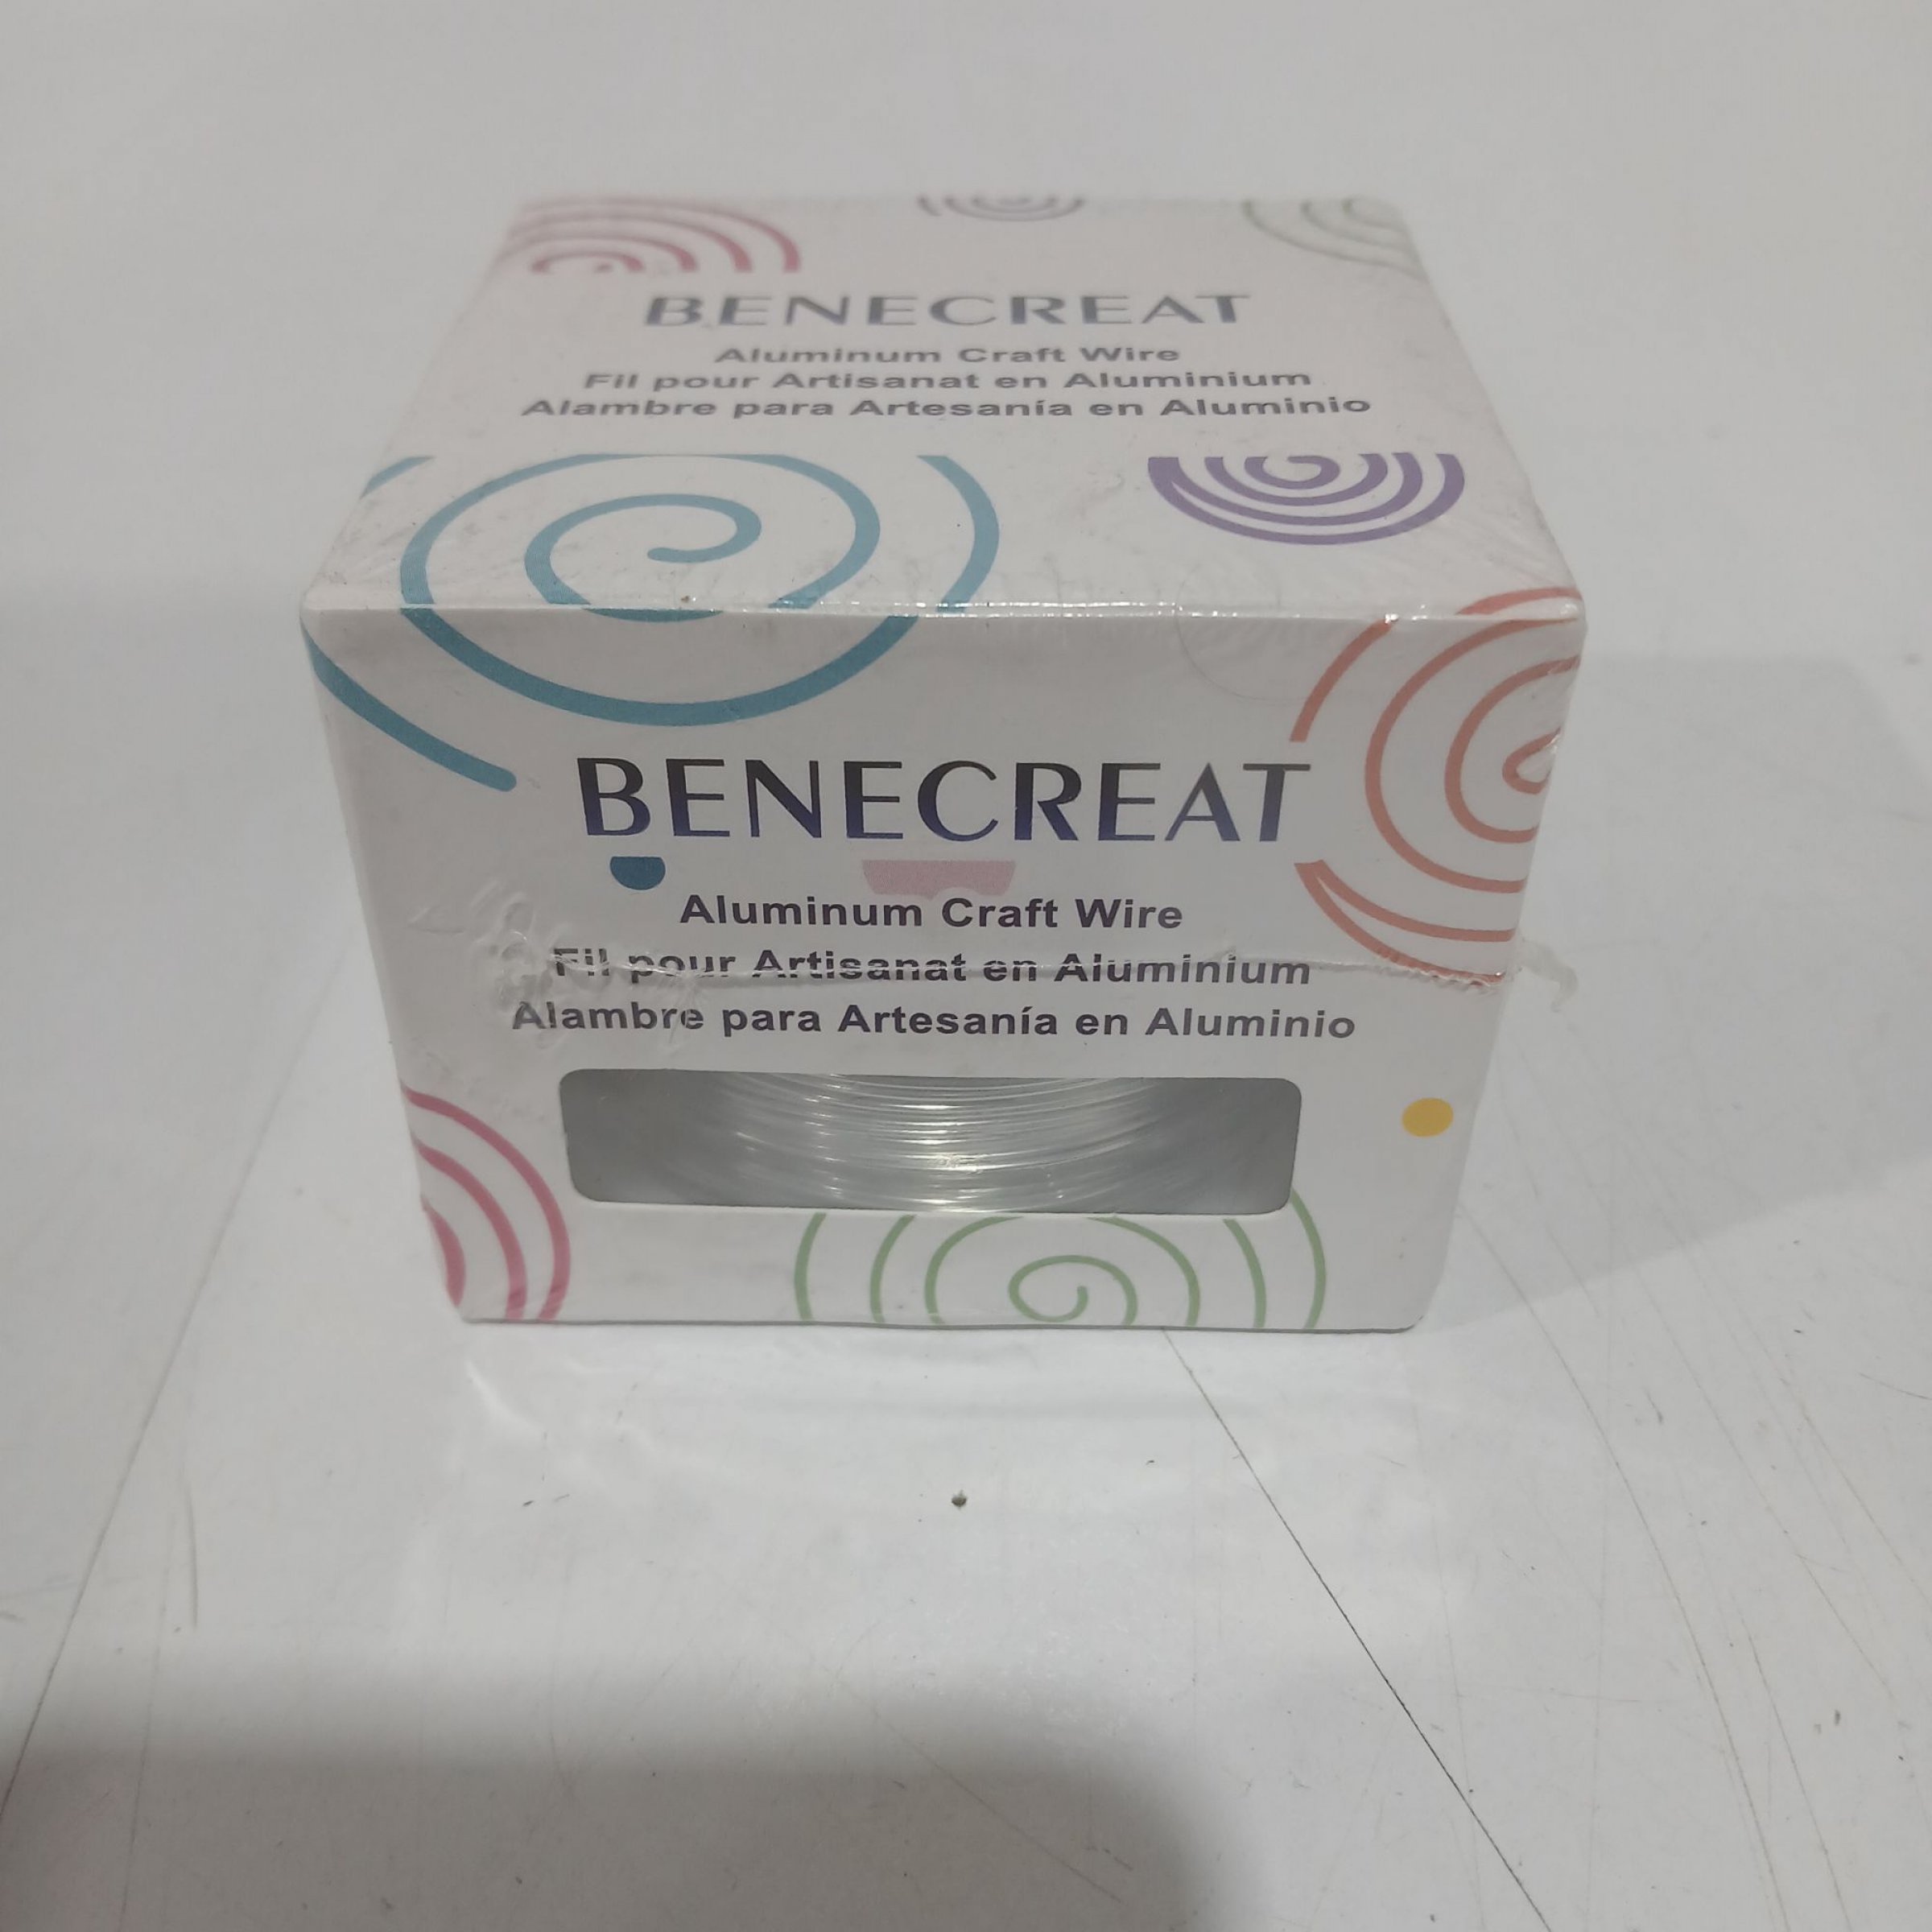 BENECREAT
Aluminum Craft Wire
Fil pour Artisanat en Aluminium
Alambre para Artesanía en Aluminio
BENECREAT
Aluminum Craft Wire
Fil pour Artisanat en Aluminium
Alambre para Artesanía en Aluminio